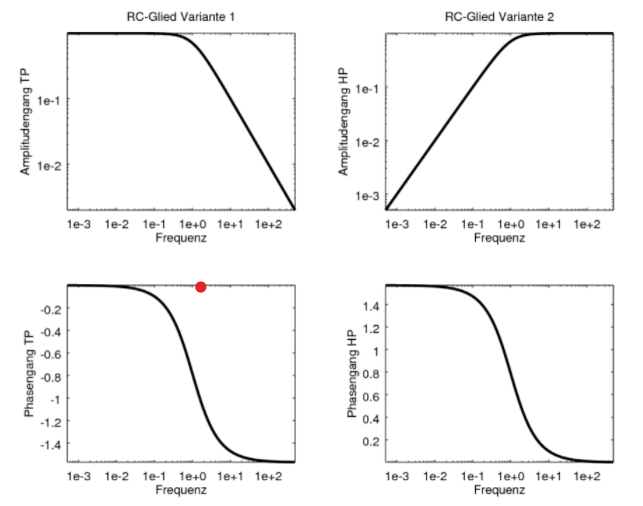 RC-Glied Variante 1
Amplitudengang TP
1e-1
1e-2
1e-3 1e-2 1e-1 1e+0 1e+1 1e+2
Frequenz
RC-Glied Variante 2
Amplitudengang HP
1e-1
1e-2
1e-3
1e-3 1e-2 1e-1 1e+0 1e+1 1e+2
Frequenz
Phasengang TP
-0.2
-0.4
-0.6
-0.8
-1
-1.2
-1.4
1e-3 1e-2 1e-1 1e+0 1e+1 1e+2
Frequenz
Phasengang HP
1.4
1.2
1
0.8
0.6
0.4
0.2
1e-3 1e-2 1e-1 1e+0 1e+1 1e+2
Frequenz